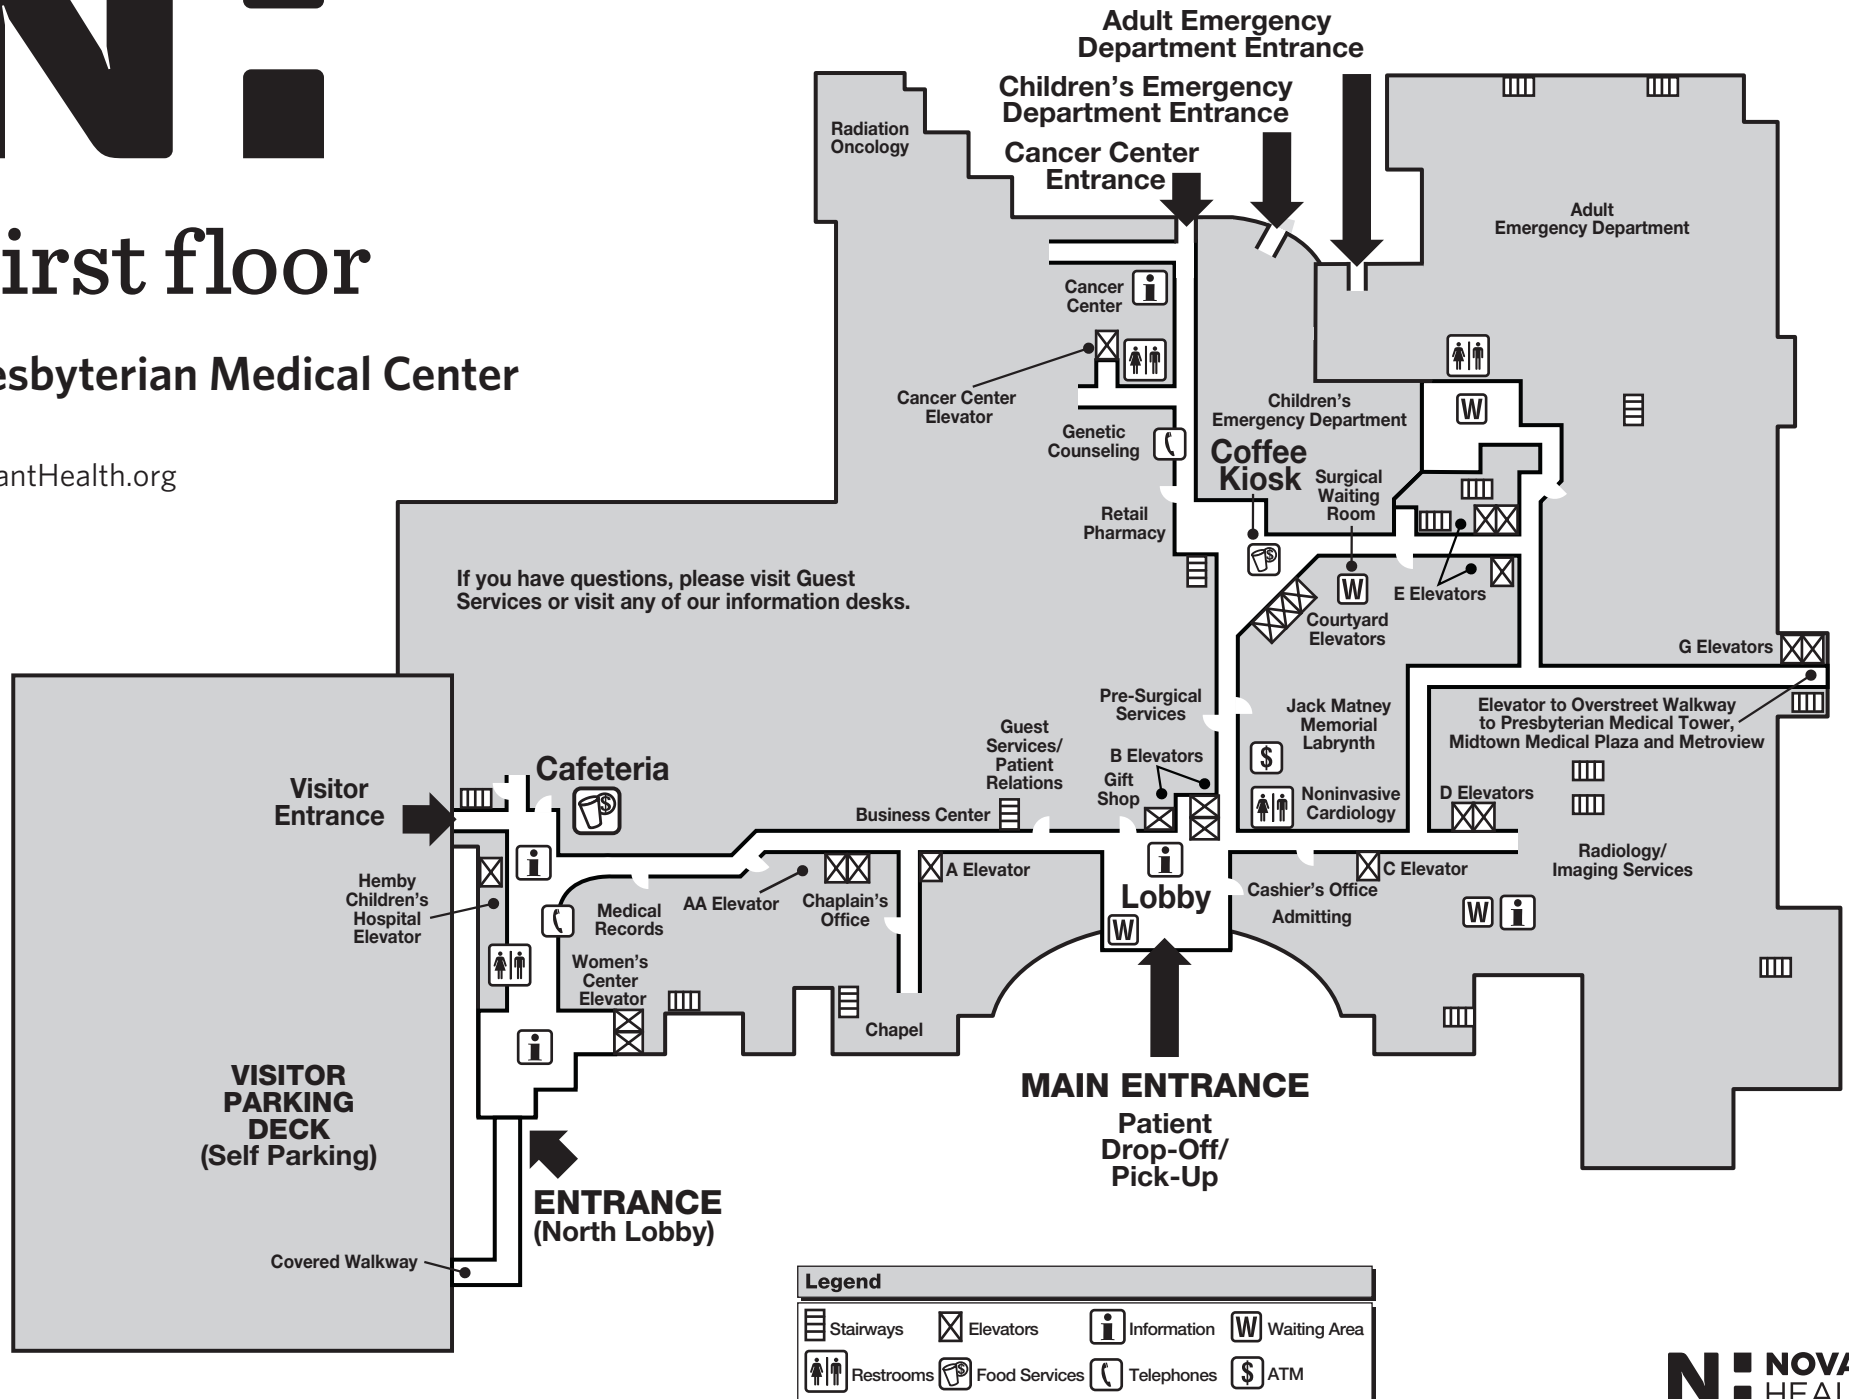 irst floor
esbyterian Medical Center
antHealth.org
Adult Emergency
Department Entrance
Children's Emergency
Department Entrance
Cancer Center
Entrance
Radiation
Oncology
Adult
Emergency Department
Cancer
Center
Cancer Center
Elevator
Genetic
Counseling
Children's
Emergency Department
W
Coffee
Kiosk
Surgical
Waiting
Room
Retail
Pharmacy
If you have questions, please visit Guest
Services or visit any of our information desks.
W
E Elevators
Courtyard
Elevators
G Elevators
Pre-Surgical
Services
Jack Matney
Memorial
Labrynth
Elevator to Overstreet Walkway
to Presbyterian Medical Tower,
Midtown Medical Plaza and Metroview
Guest
Services/
Patient
Relations
B Elevators
Gift
Shop
$
Noninvasive
Cardiology
D Elevators
Business Center
Visitor
Entrance
Cafeteria
Radiology/
Imaging Services
Hemby
Children's
Hospital
Elevator
Medical
Records
AA Elevator
Chaplain's
Office
A Elevator
Lobby
W
Cashier's Office
C Elevator
Admitting
W
Women's
Center
Elevator
Chapel
VISITOR
PARKING
DECK
(Self Parking)
MAIN ENTRANCE
Patient
Drop-Off/
Pick-Up
ENTRANCE
(North Lobby)
Covered Walkway
Legend
Stairways
Elevators
Information
W Waiting Area
Restrooms
Food Services
Telephones
$ ATM